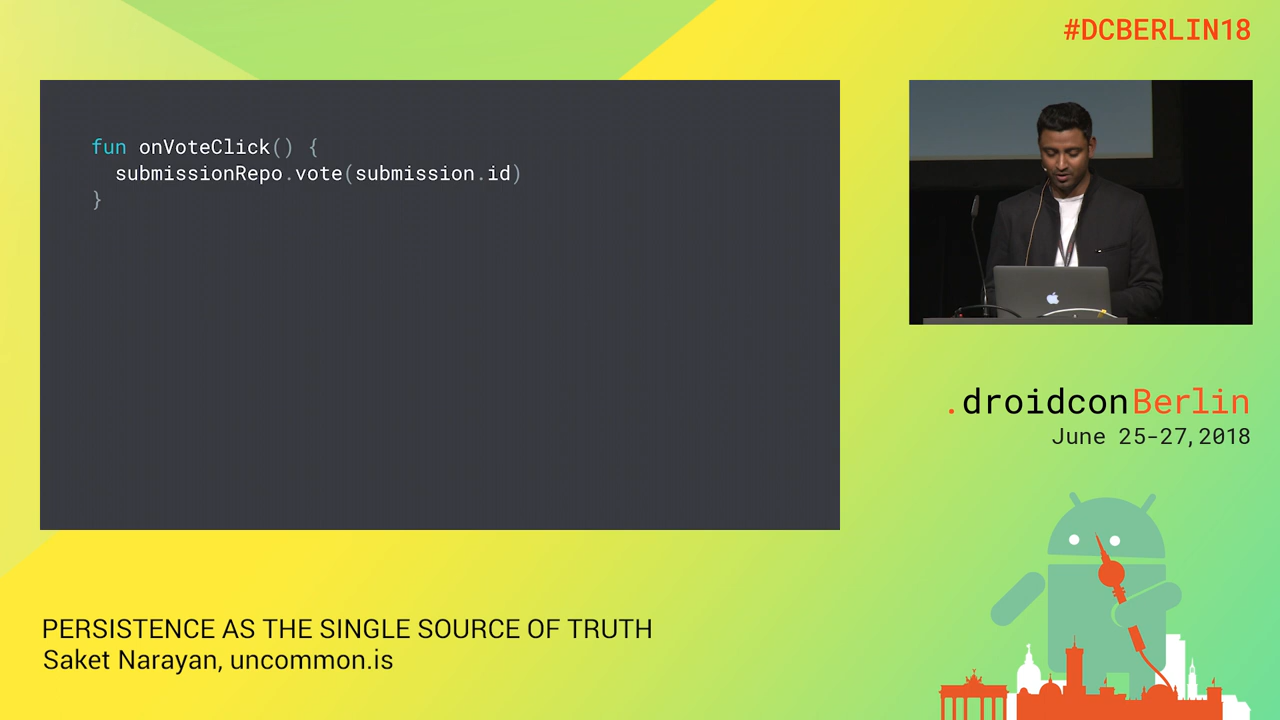 #DCBERLIN18
fun onVoteClick() {
  submissionRepo.vote(submission.id)
}
.droidconBerlin
June 25-27, 2018
PERSISTENCE AS THE SINGLE SOURCE OF TRUTH
Saket Narayan, uncommon.is